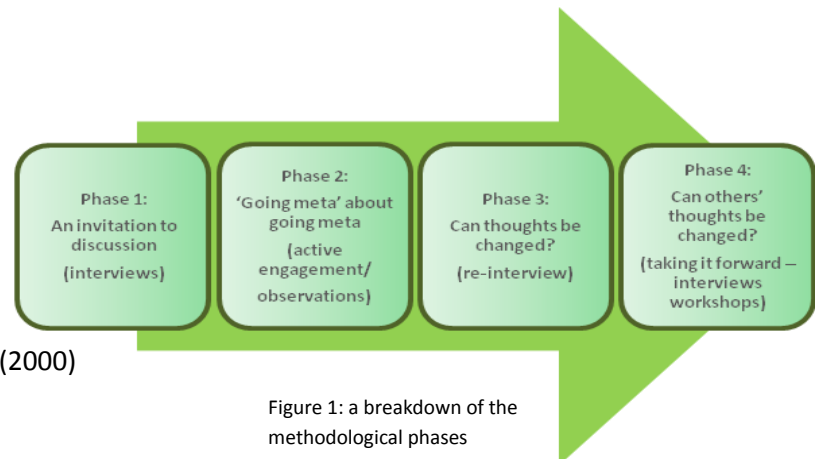 Phase 1:
An invitation to
discussion
(interviews)
Phase 2:
‘Going meta’ about
going meta
(active
engagement/
observations)
Phase 3:
Can thoughts be
changed?
(re-interview)
Phase 4:
Can others’
thoughts be
changed?
(taking it forward –
interviews
workshops)
(2000)
Figure 1: a breakdown of the
methodological phases